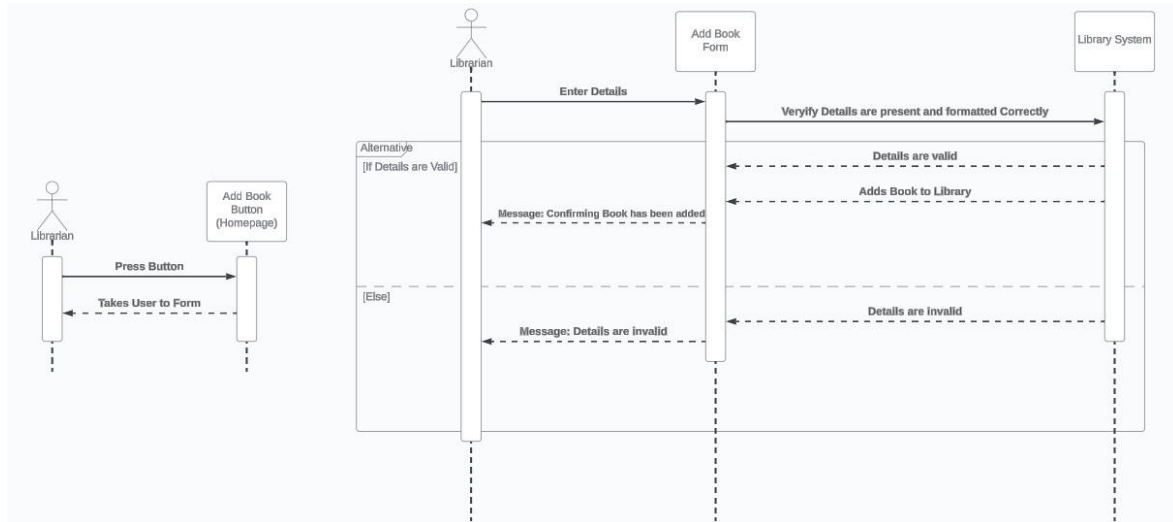 Librarian
Add Book
Button
(Homepage)
Press Button
Takes User to Form
Librarian
Add Book
Form
Library System
Enter Details
Veryify Details are present and formatted Correctly
Alternative
[If Details are Valid]
Details are valid
Adds Book to Library
Message: Confirming Book has been added
[Else]
Details are invalid
Message: Details are invalid